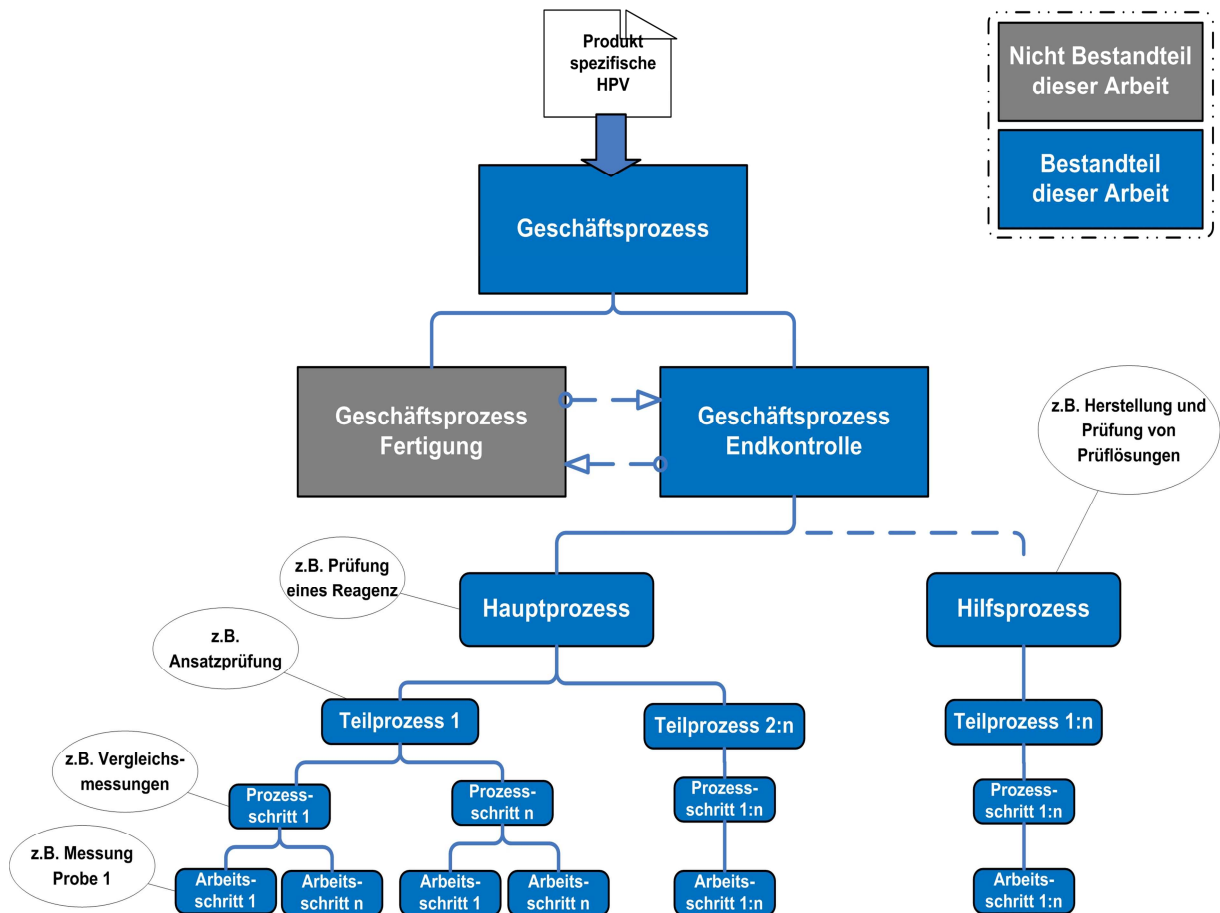 Produkt
spezifische
HPV
Nicht Bestandteil
dieser Arbeit
Bestandteil
dieser Arbeit
Geschäftsprozess
Geschäftsprozess
Fertigung
Geschäftsprozess
Endkontrolle
z.B. Herstellung und
Prüfung von
Prüflösungen
z.B. Prüfung
eines Reagenz
Hauptprozess
Hilfsprozess
z.B.
Ansatzprüfung
Teilprozess 1
Teilprozess 2:n
Teilprozess 1:n
z.B. Vergleichs-
messungen
Prozess-
schritt 1
Prozess-
schritt n
Prozess-
schritt 1:n
Prozess-
schritt 1:n
z.B. Messung
Probe 1
Arbeits-
schritt 1
Arbeits-
schritt n
Arbeits-
schritt 1
Arbeits-
schritt n
Arbeits-
schritt 1:n
Arbeits-
schritt 1:n